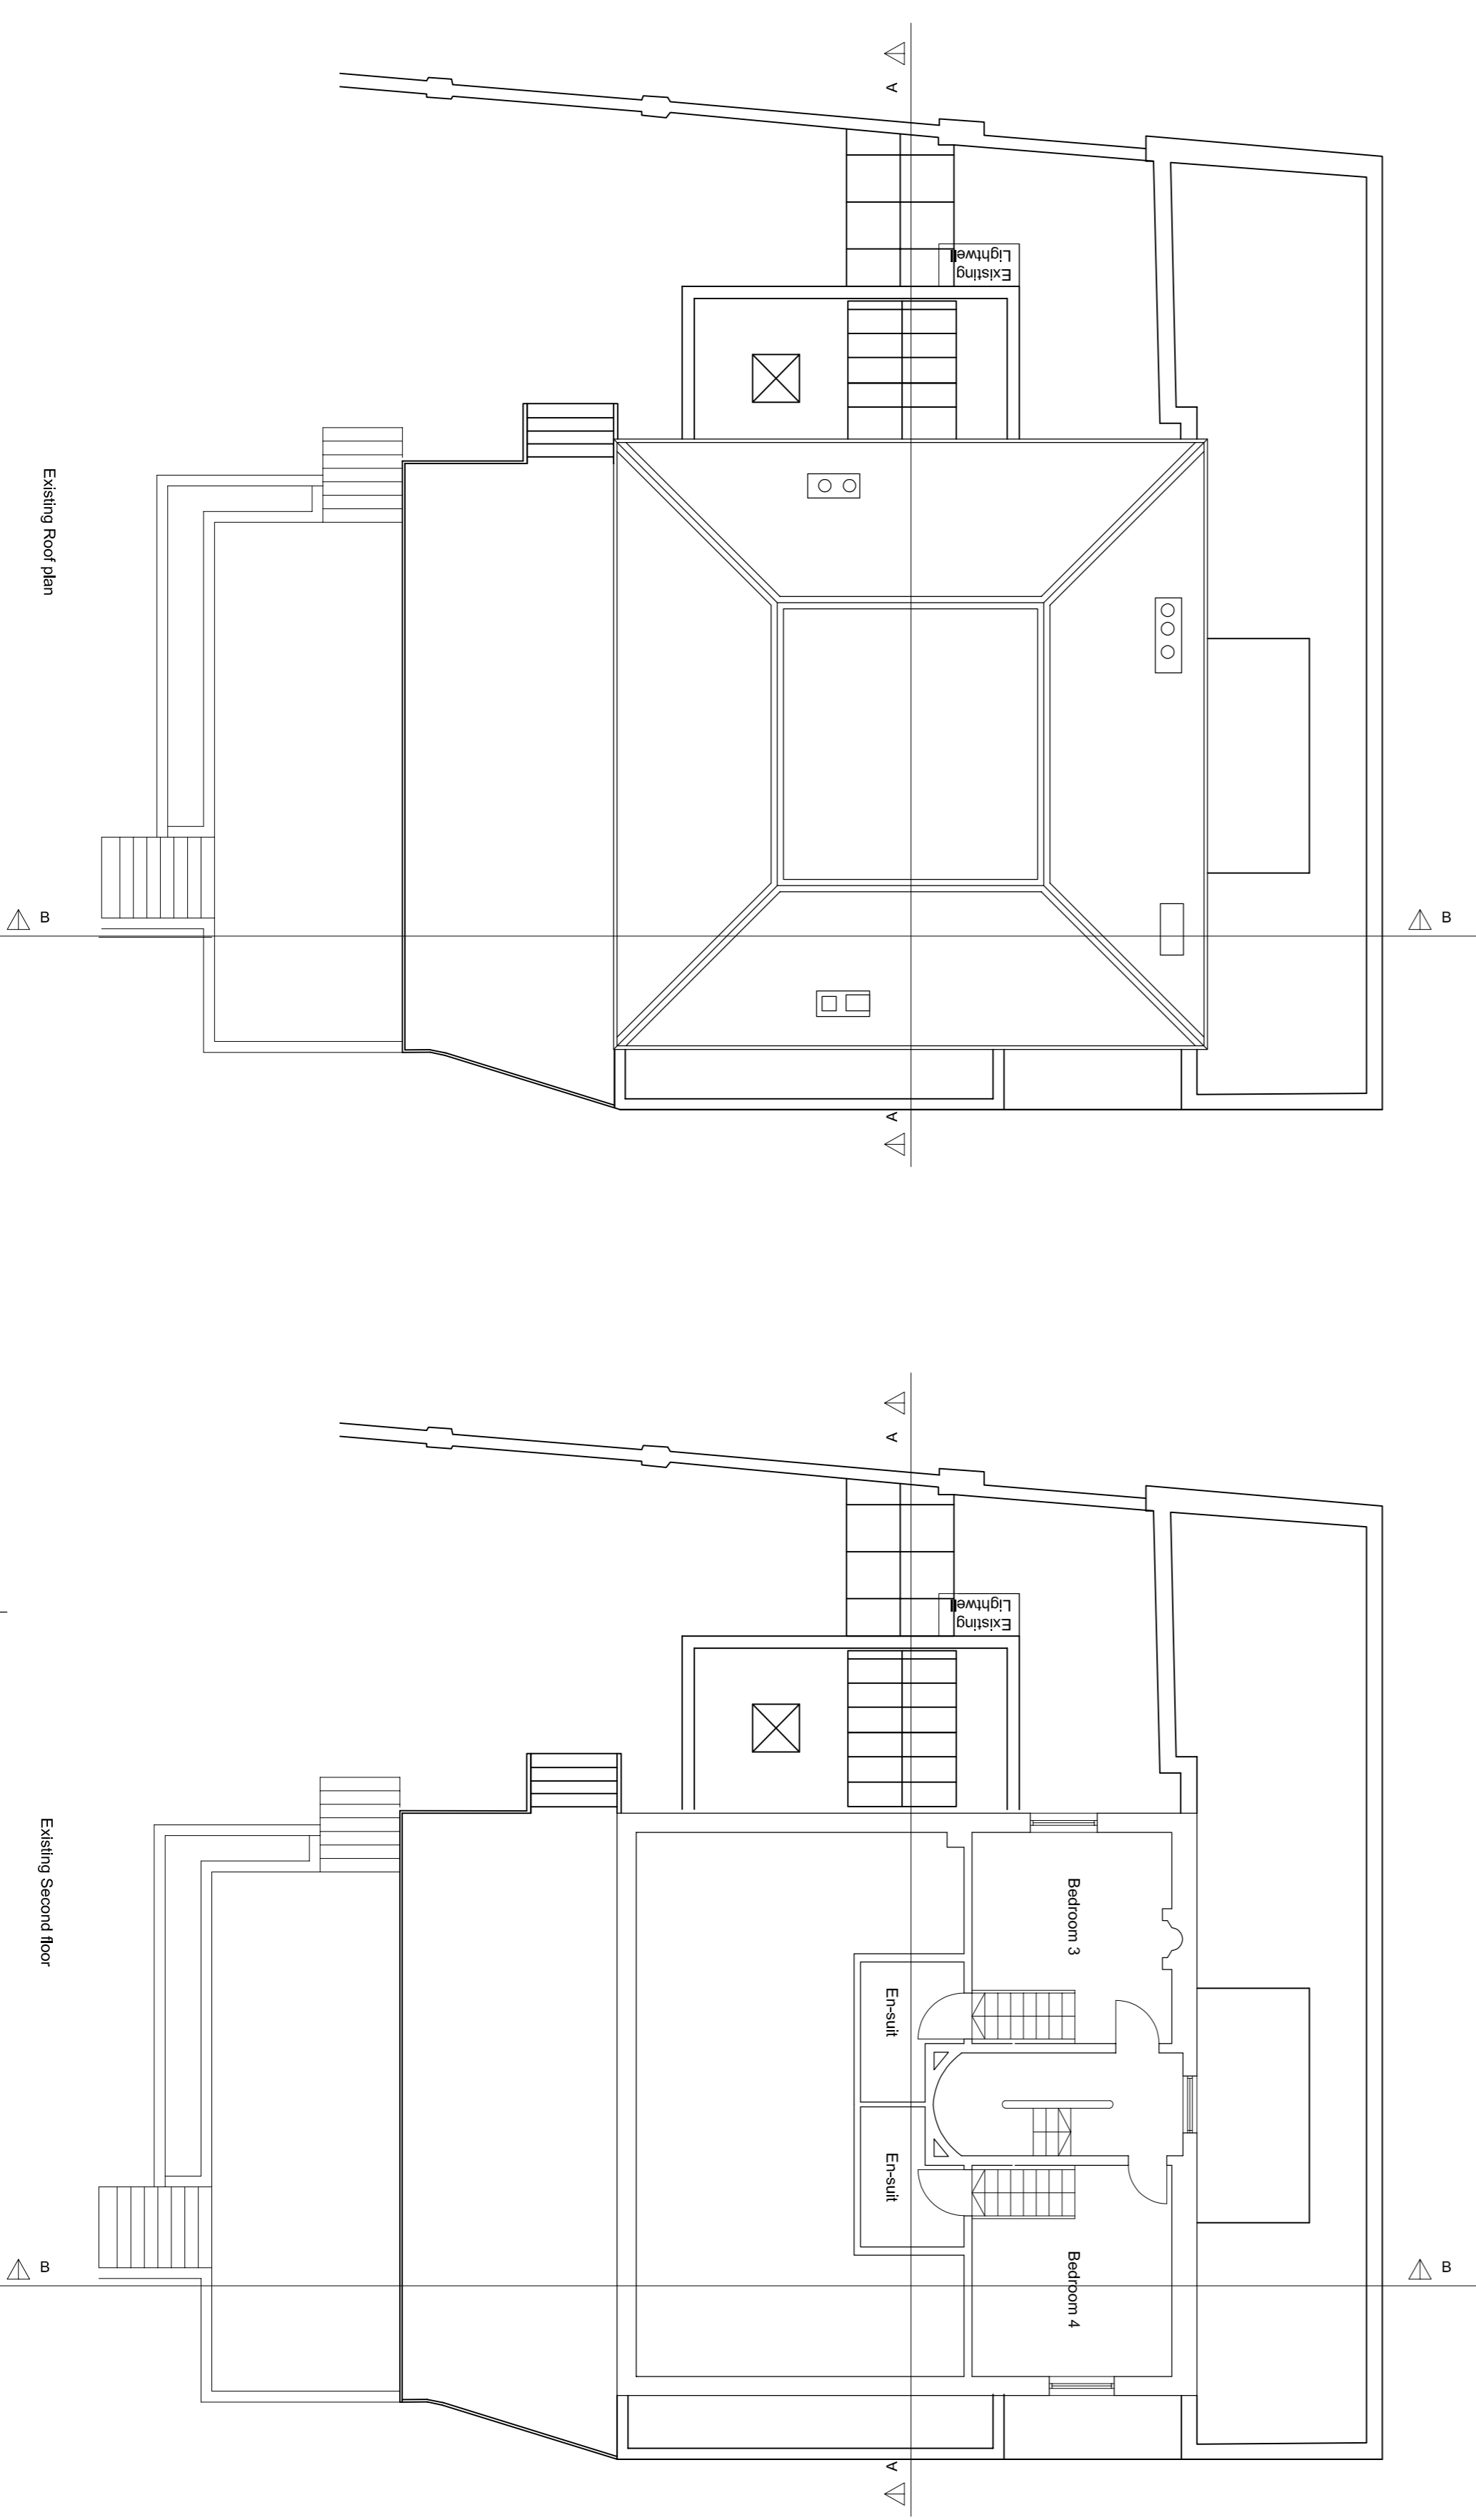 A
Existing
Lightwell
Existing Roof plan
B
B
A
A
Existing
Lightwell
Bedroom 3
En-suit
En-suit
Bedroom 4
Existing Second floor
B
B
A